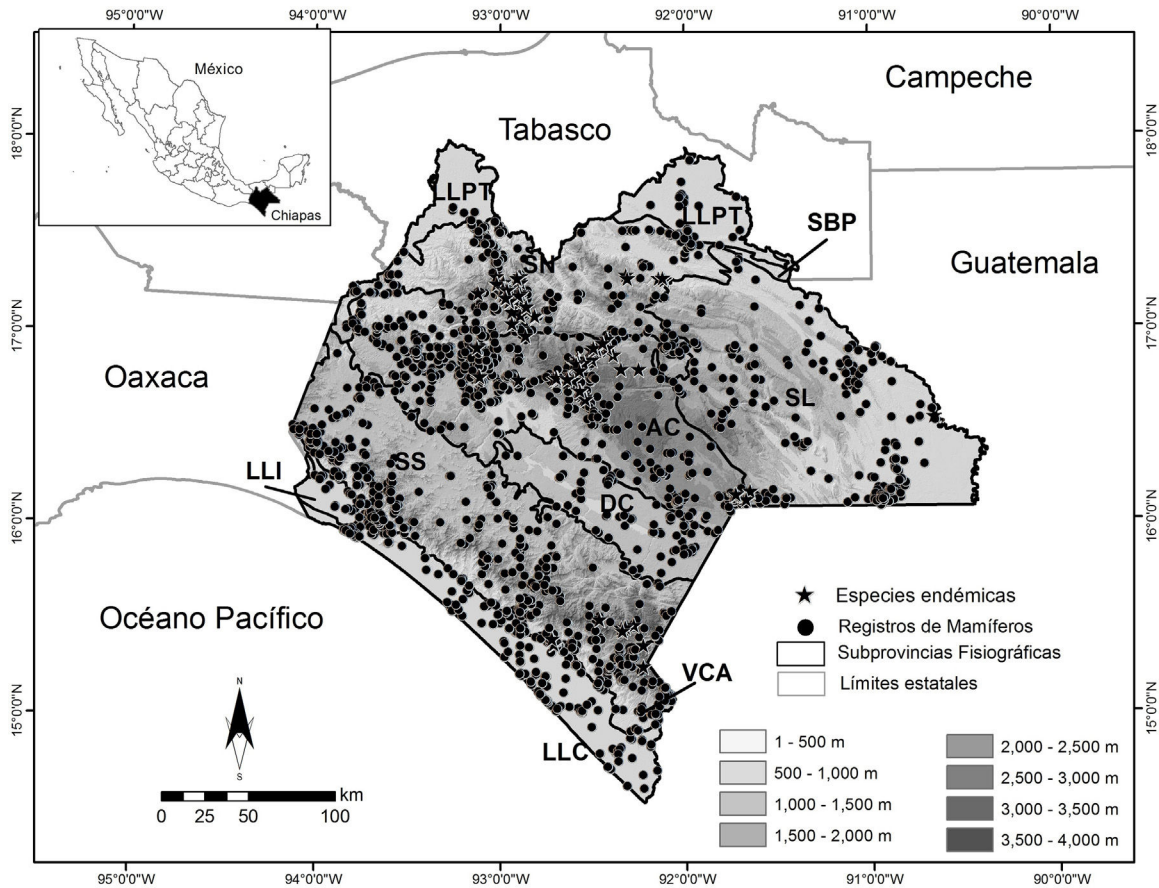 95°0'0"W
94°0'0"W
93°0'0"W
92°0'0"W
91°0'0"W
90°0'0"W
México
Chiapas
Campeche
Tabasco
18°0'0"N
18°0'0"N
LLPT
LLPT
SBP
SN
Guatemala
17°0'0"N
17°0'0"N
Oaxaca
SL
AC
SS
LLI
DC
16°0'0"N
16°0'0"N
Océano Pacífico
Especies endémicas
Registros de Mamíferos
Subprovincias Fisiográficas
Límites estatales
VCA
15°0'0"N
15°0'0"N
LLC
N
S
km
0 25 50 100
1 - 500 m
500 - 1,000 m
1,000 - 1,500 m
1,500 - 2,000 m
2,000 - 2,500 m
2,500 - 3,000 m
3,000 - 3,500 m
3,500 - 4,000 m
95°0'0"W
94°0'0"W
93°0'0"W
92°0'0"W
91°0'0"W
90°0'0"W